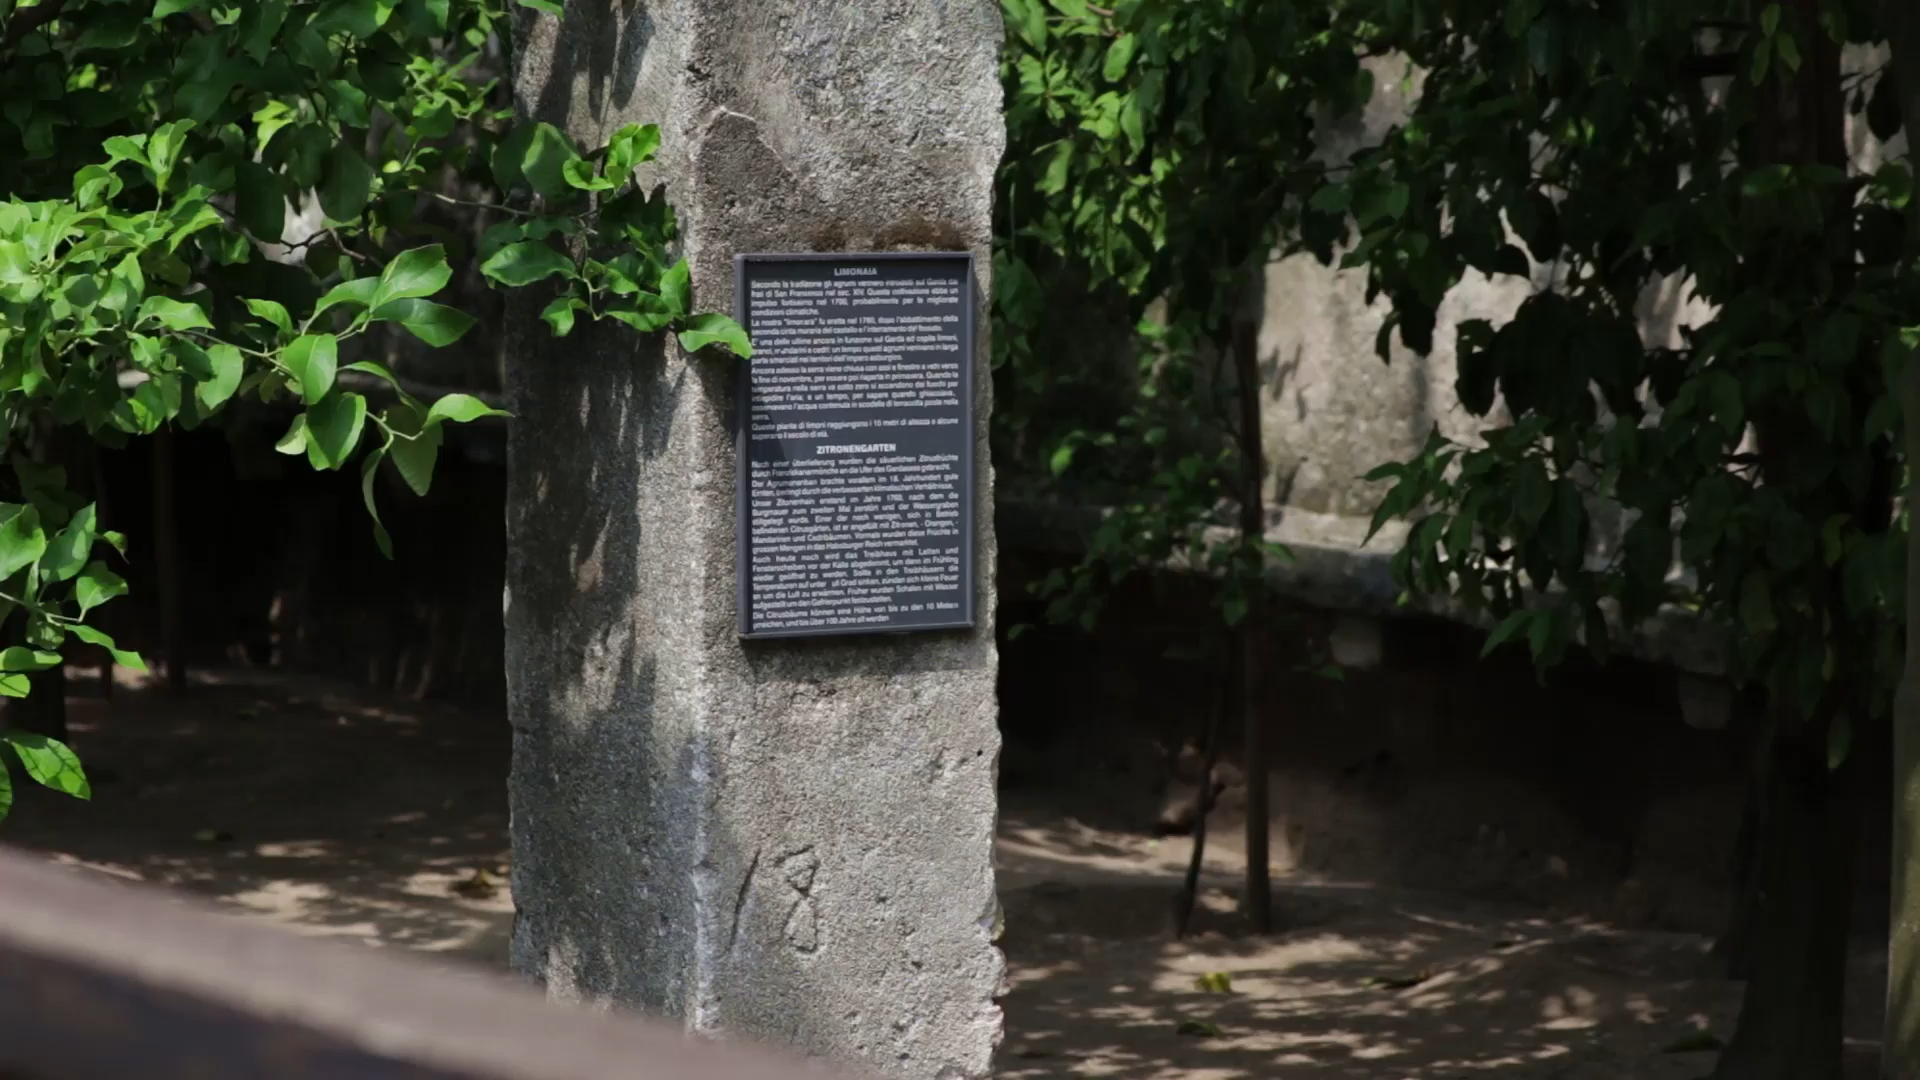 LIMONAIA
Secondo la tradizione gli agrumi vennero introdotti sul Garda dai
frati di San Francesco nel sec. XIV. Questa coltivazione ebbe un
impulso fortissimo nel 1700, probabilmente per le migliorate
condizioni climatiche.
La nostra "limonara" fu eretta nel 1760, dopo l'abbattimento della
seconda cinta muraria del castello e l'interramento del fossato.
E' una delle ultime ancora in funzione sul Garda ed ospita limoni,
aranci, mandarini e cedri: un tempo questi agrumi venivano in larga
parte smerciati nei territori dell'impero asburgico.
Ancora adesso la serra viene chiusa con assi e finestre a vetri verso
la fine di novembre, per essere poi riaperta in primavera. Quando la
temperatura nella serra va sotto zero si accendono dei fuochi per
intiepidire l'aria; e un tempo, per sapere quando ghiacciava,
osservavano l'acqua contenuta in scodelle di terracotta poste nella
serra.
Queste piante di limoni raggiungono i 10 metri di altezza e alcune
superano il secolo di età.
ZITRONENGARTEN
Nach einer überlieferung wurden die säuerlichen Zitrusfrüchte
durch Franziskanermönche an die Ufer des Gardasees gebracht.
Der Agrumenanbau brachte vorallem im 18. Jahrhundert gute
Ernten, bedingt durch die verbesserten klimatischen Verhältnisse.
Unser Zitronenhain entstand im Jahre 1760, nach dem die
Burgmauer zum zweiten Mal zerstört und der Wassergraben
stillgelegt wurde. Einer der noch wenigen, sich in Betrieb
befindenen Citrusgärten, ist er angefüllt mit Zitronen, - Orangen, -
Mandarinen und Cedribäumen. Vormals wurden diese Früchte in
grossen Mengen in das Habsburger Reich vermarktet.
Noch heute noch wird das Treibhaus mit Latten und
Fensterscheiben vor der Kälte abgedemmt, um dann im Frühling
wieder geöffnet zu werden. Sollte in den Treibhäusern die
Temperaturen auf unter null Grad sinken, zünden sich kleine Feuer
an um die Luft zu erwärmen. Früher wurden Schalen mit Wasser
aufgestellt um den Gefrierpunkt festzustellen.
Die Citrusbäume können eine Höhe von bis zu den 10 Metern
erreichen, und bis über 100 Jahre alt werden
18